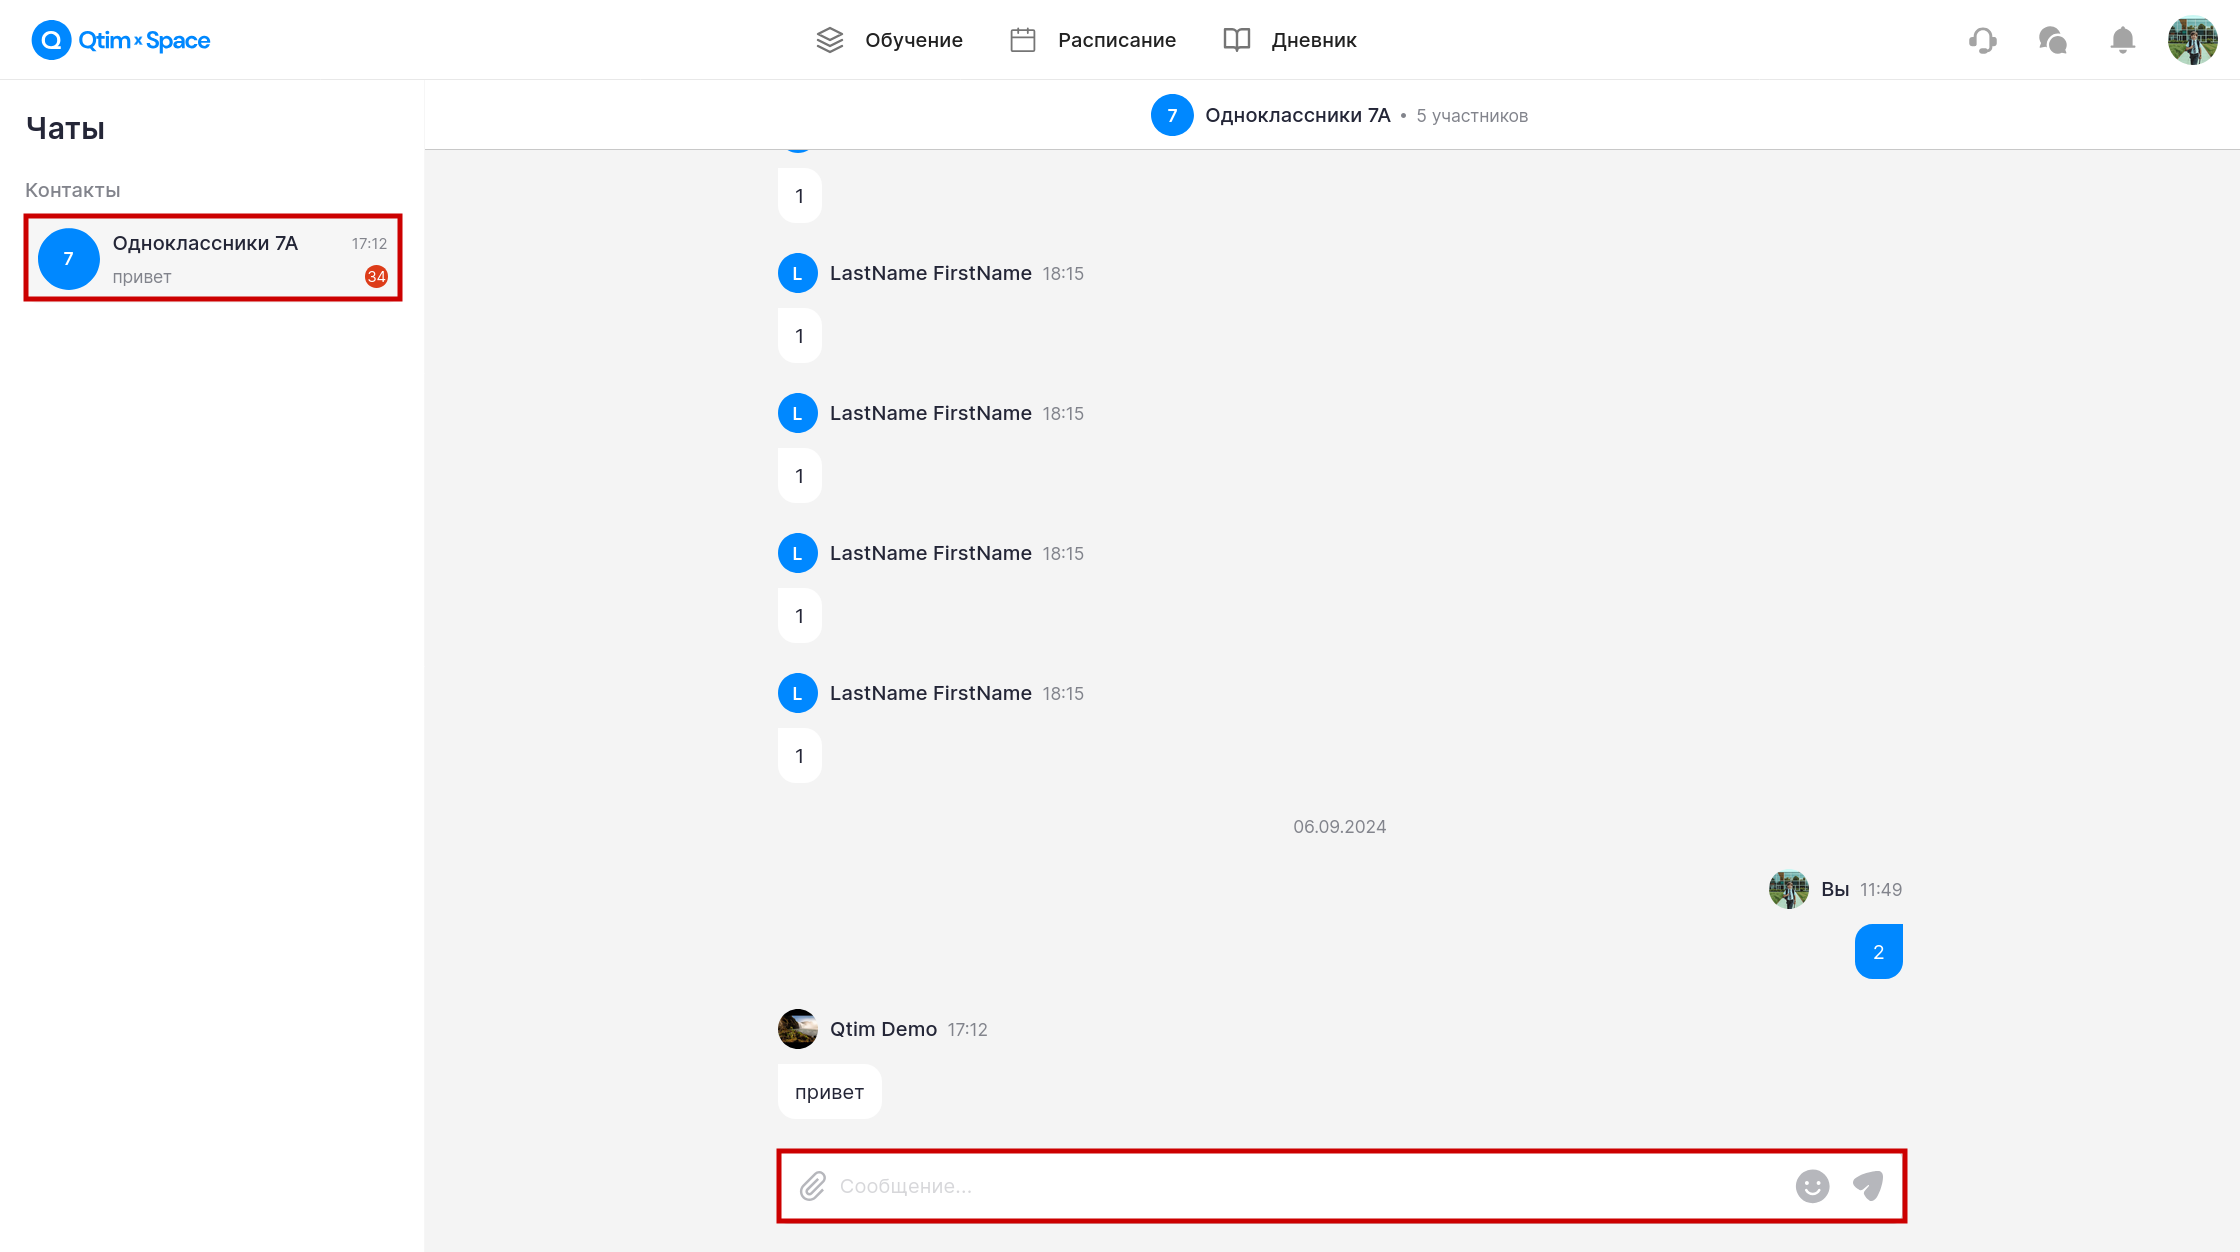 Qtim x Space
Обучение
Расписание
Дневник
Чаты
Контакты
7
Одноклассники 7А
17:12
привет
34
7 Одноклассники 7А • 5 участников
1
L LastName FirstName 18:15
1
L LastName FirstName 18:15
1
L LastName FirstName 18:15
1
L LastName FirstName 18:15
1
06.09.2024
Вы 11:49
2
Qtim Demo 17:12
привет
Сообщение...